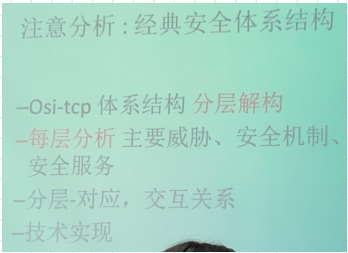 注意分析：经典安全体系结构
–Osi-tcp 体系结构 分层解构
–每层分析 主要威胁、安全机制、
安全服务
–分层-对应，交互关系
–技术实现